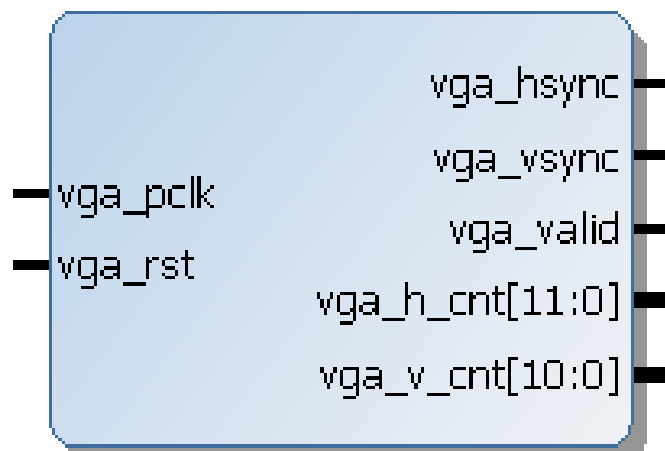 vga_hsync
vga_vsync
vga_pclk
vga_valid
vga_rst
vga_h_cnt[11:0]
vga_v_cnt[10:0]